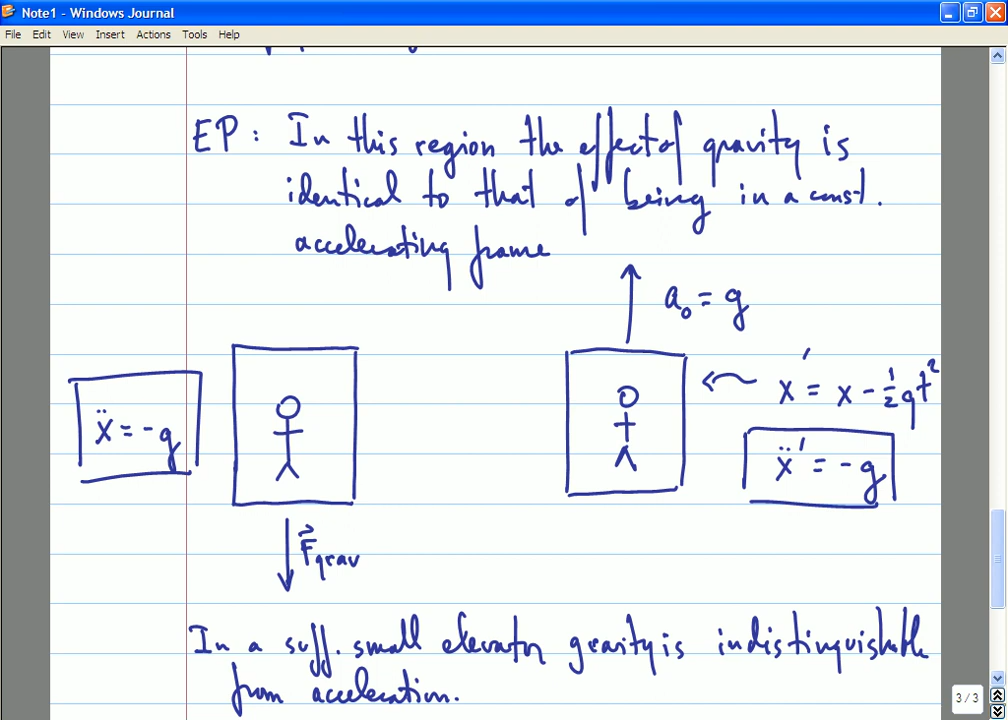 Note1 - Windows Journal
File Edit View Insert Actions Tools Help
EP: In this region the effect of gravity is
identical to that of being in a const.
accelerating frame
a₀ = g
x' = x - ½gt²
ẍ = -g
ẍ' = -g
F⃗grav
In a suff. small elevator gravity is indistinguishable
from acceleration.
3 / 3